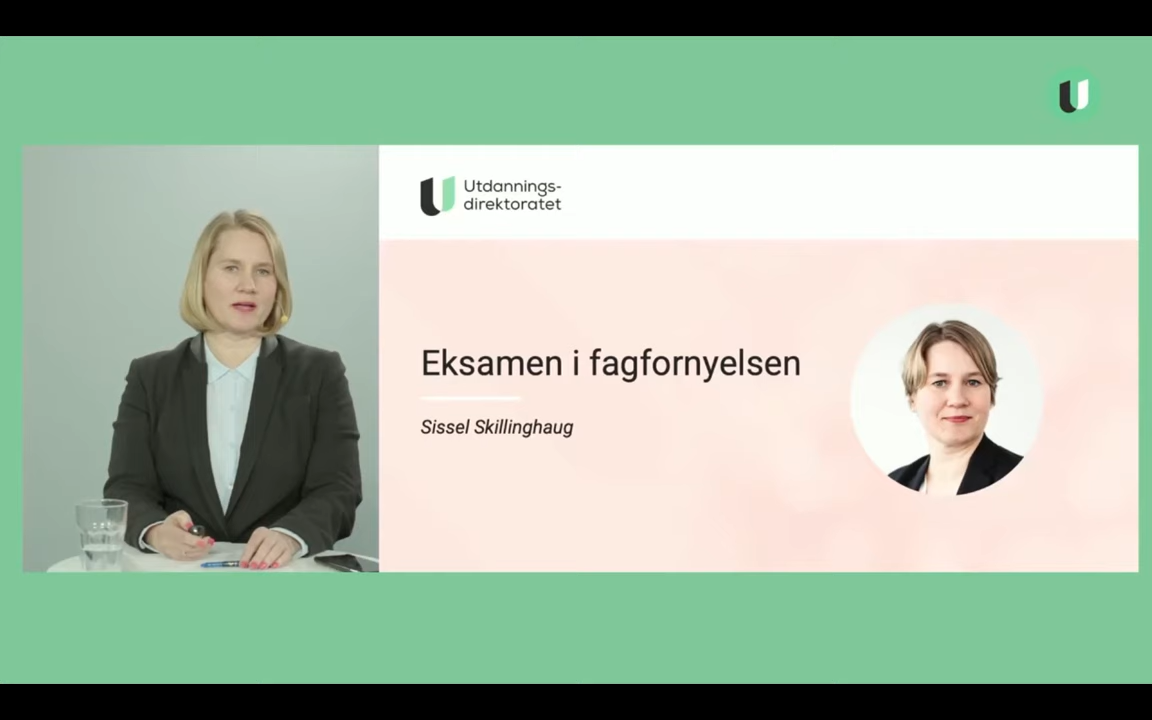 Utdannings-
direktoratet
Eksamen i fagfornyelsen
Sissel Skillinghaug